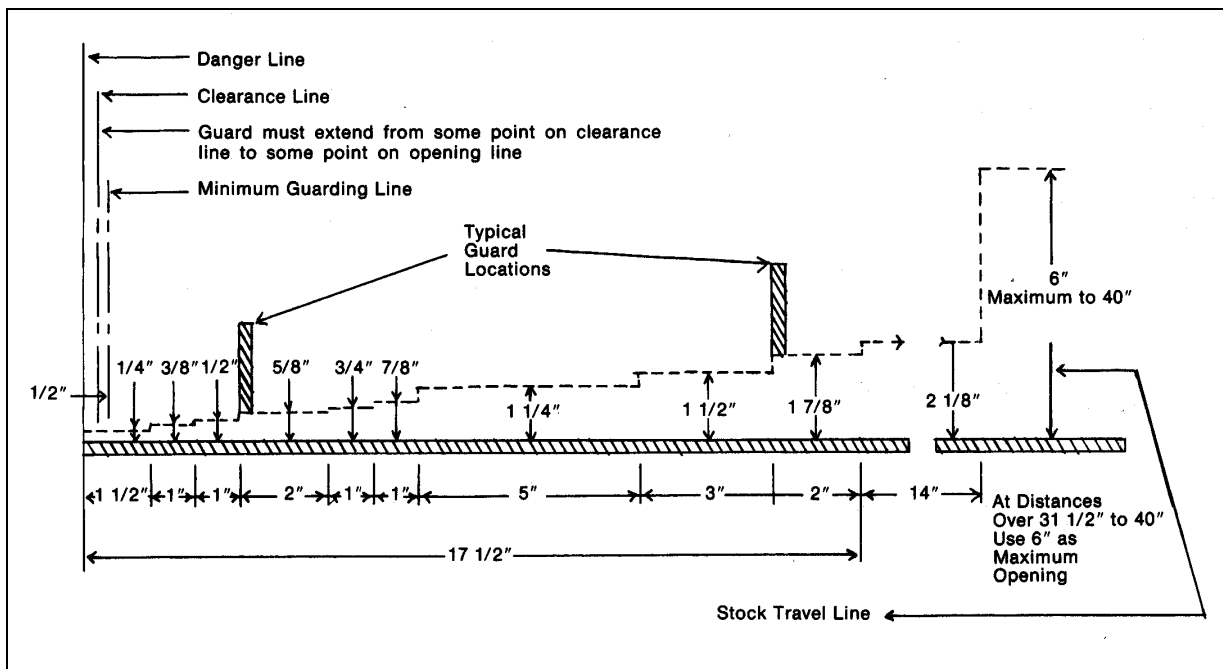 Danger Line
Clearance Line
Guard must extend from some point on clearance
line to some point on opening line
Minimum Guarding Line
Typical
Guard
Locations
6″
Maximum to 40″
1/2″
1/4″ 3/8″ 1/2″ 5/8″ 3/4″ 7/8″
1 1/4″ 1 1/2″ 1 7/8″ 2 1/8″
1 1/2″ 1″ 1″ 2″ 1″ 1″ 5″ 3″ 2″ 14″
17 1/2″
At Distances
Over 31 1/2″ to 40″
Use 6″ as
Maximum
Opening
Stock Travel Line